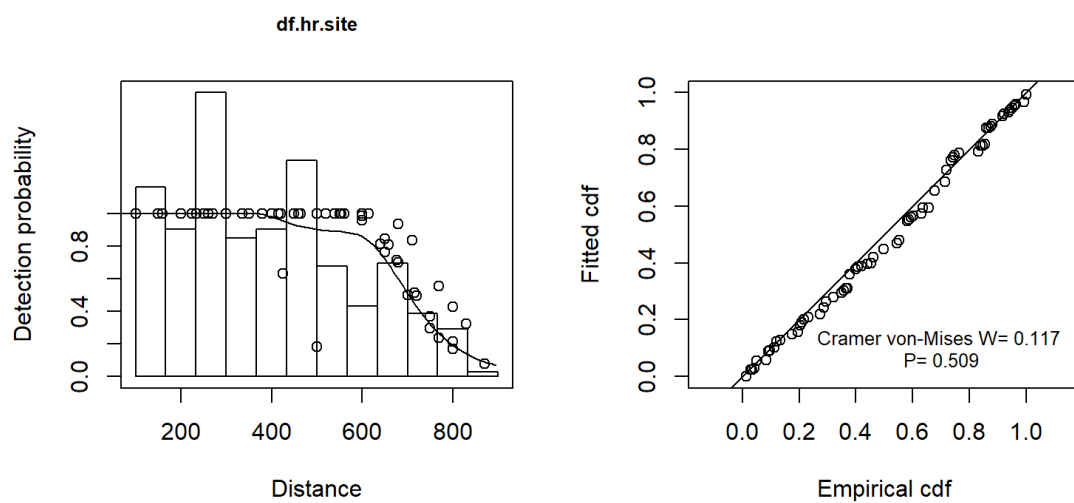 df.hr.site
Detection probability
0.8
0.4
0.0
200 400 600 800
Distance
Fitted cdf
1.0
0.8
0.6
0.4
0.2
0.0
Cramer von-Mises W= 0.117
P= 0.509
0.0 0.2 0.4 0.6 0.8 1.0
Empirical cdf